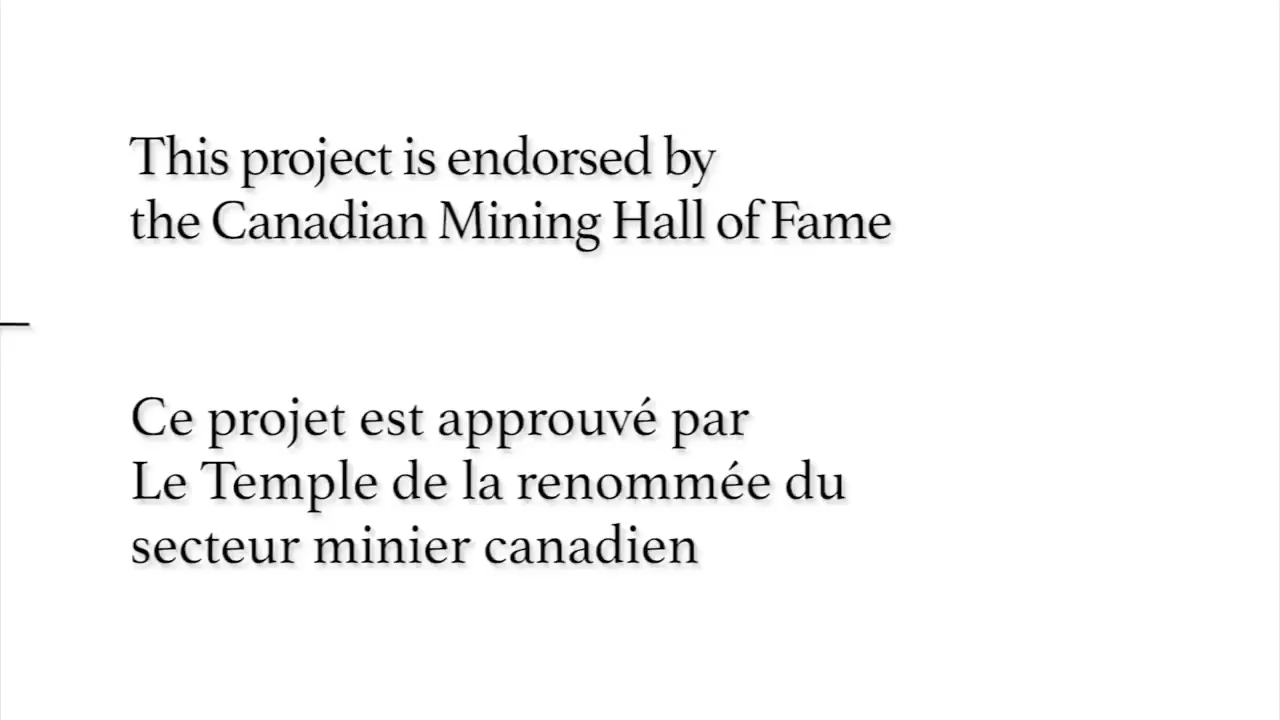 This project is endorsed by
the Canadian Mining Hall of Fame
Ce projet est approuvé par
Le Temple de la renommée du
secteur minier canadien